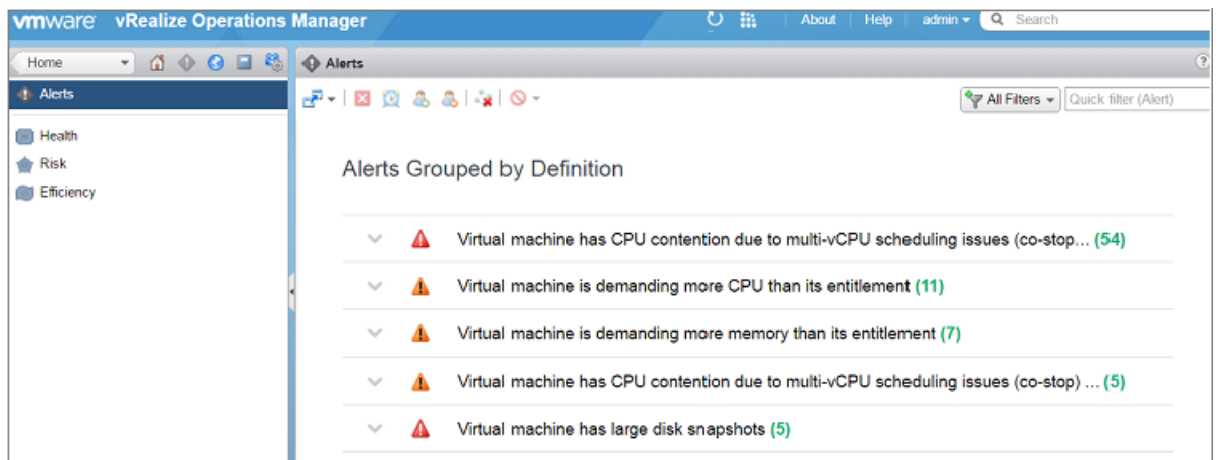 vmware vRealize Operations Manager
About Help admin Search
Home
Alerts
Alerts
All Filters Quick filter (Alert)
Health
Risk
Efficiency
Alerts Grouped by Definition
Virtual machine has CPU contention due to multi-vCPU scheduling issues (co-stop... (54)
Virtual machine is demanding more CPU than its entitlement (11)
Virtual machine is demanding more memory than its entitlement (7)
Virtual machine has CPU contention due to multi-vCPU scheduling issues (co-stop) ... (5)
Virtual machine has large disk snapshots (5)